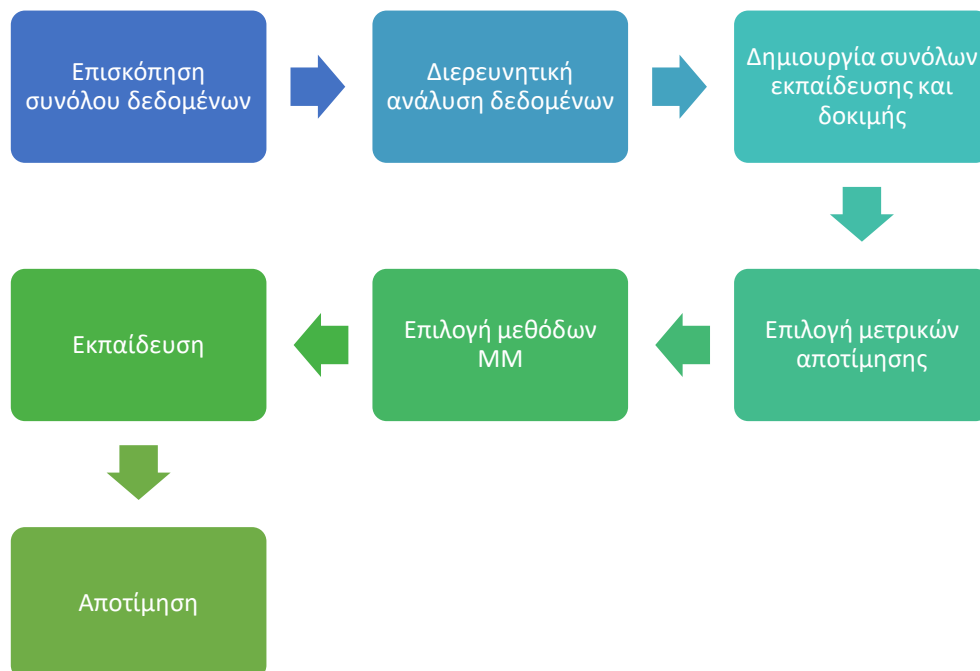 Επισκόπηση
συνόλου δεδομένων
Διερευνητική
ανάλυση δεδομένων
Δημιουργία συνόλων
εκπαίδευσης και
δοκιμής
Επιλογή μετρικών
αποτίμησης
Επιλογή μεθόδων
ΜΜ
Εκπαίδευση
Αποτίμηση